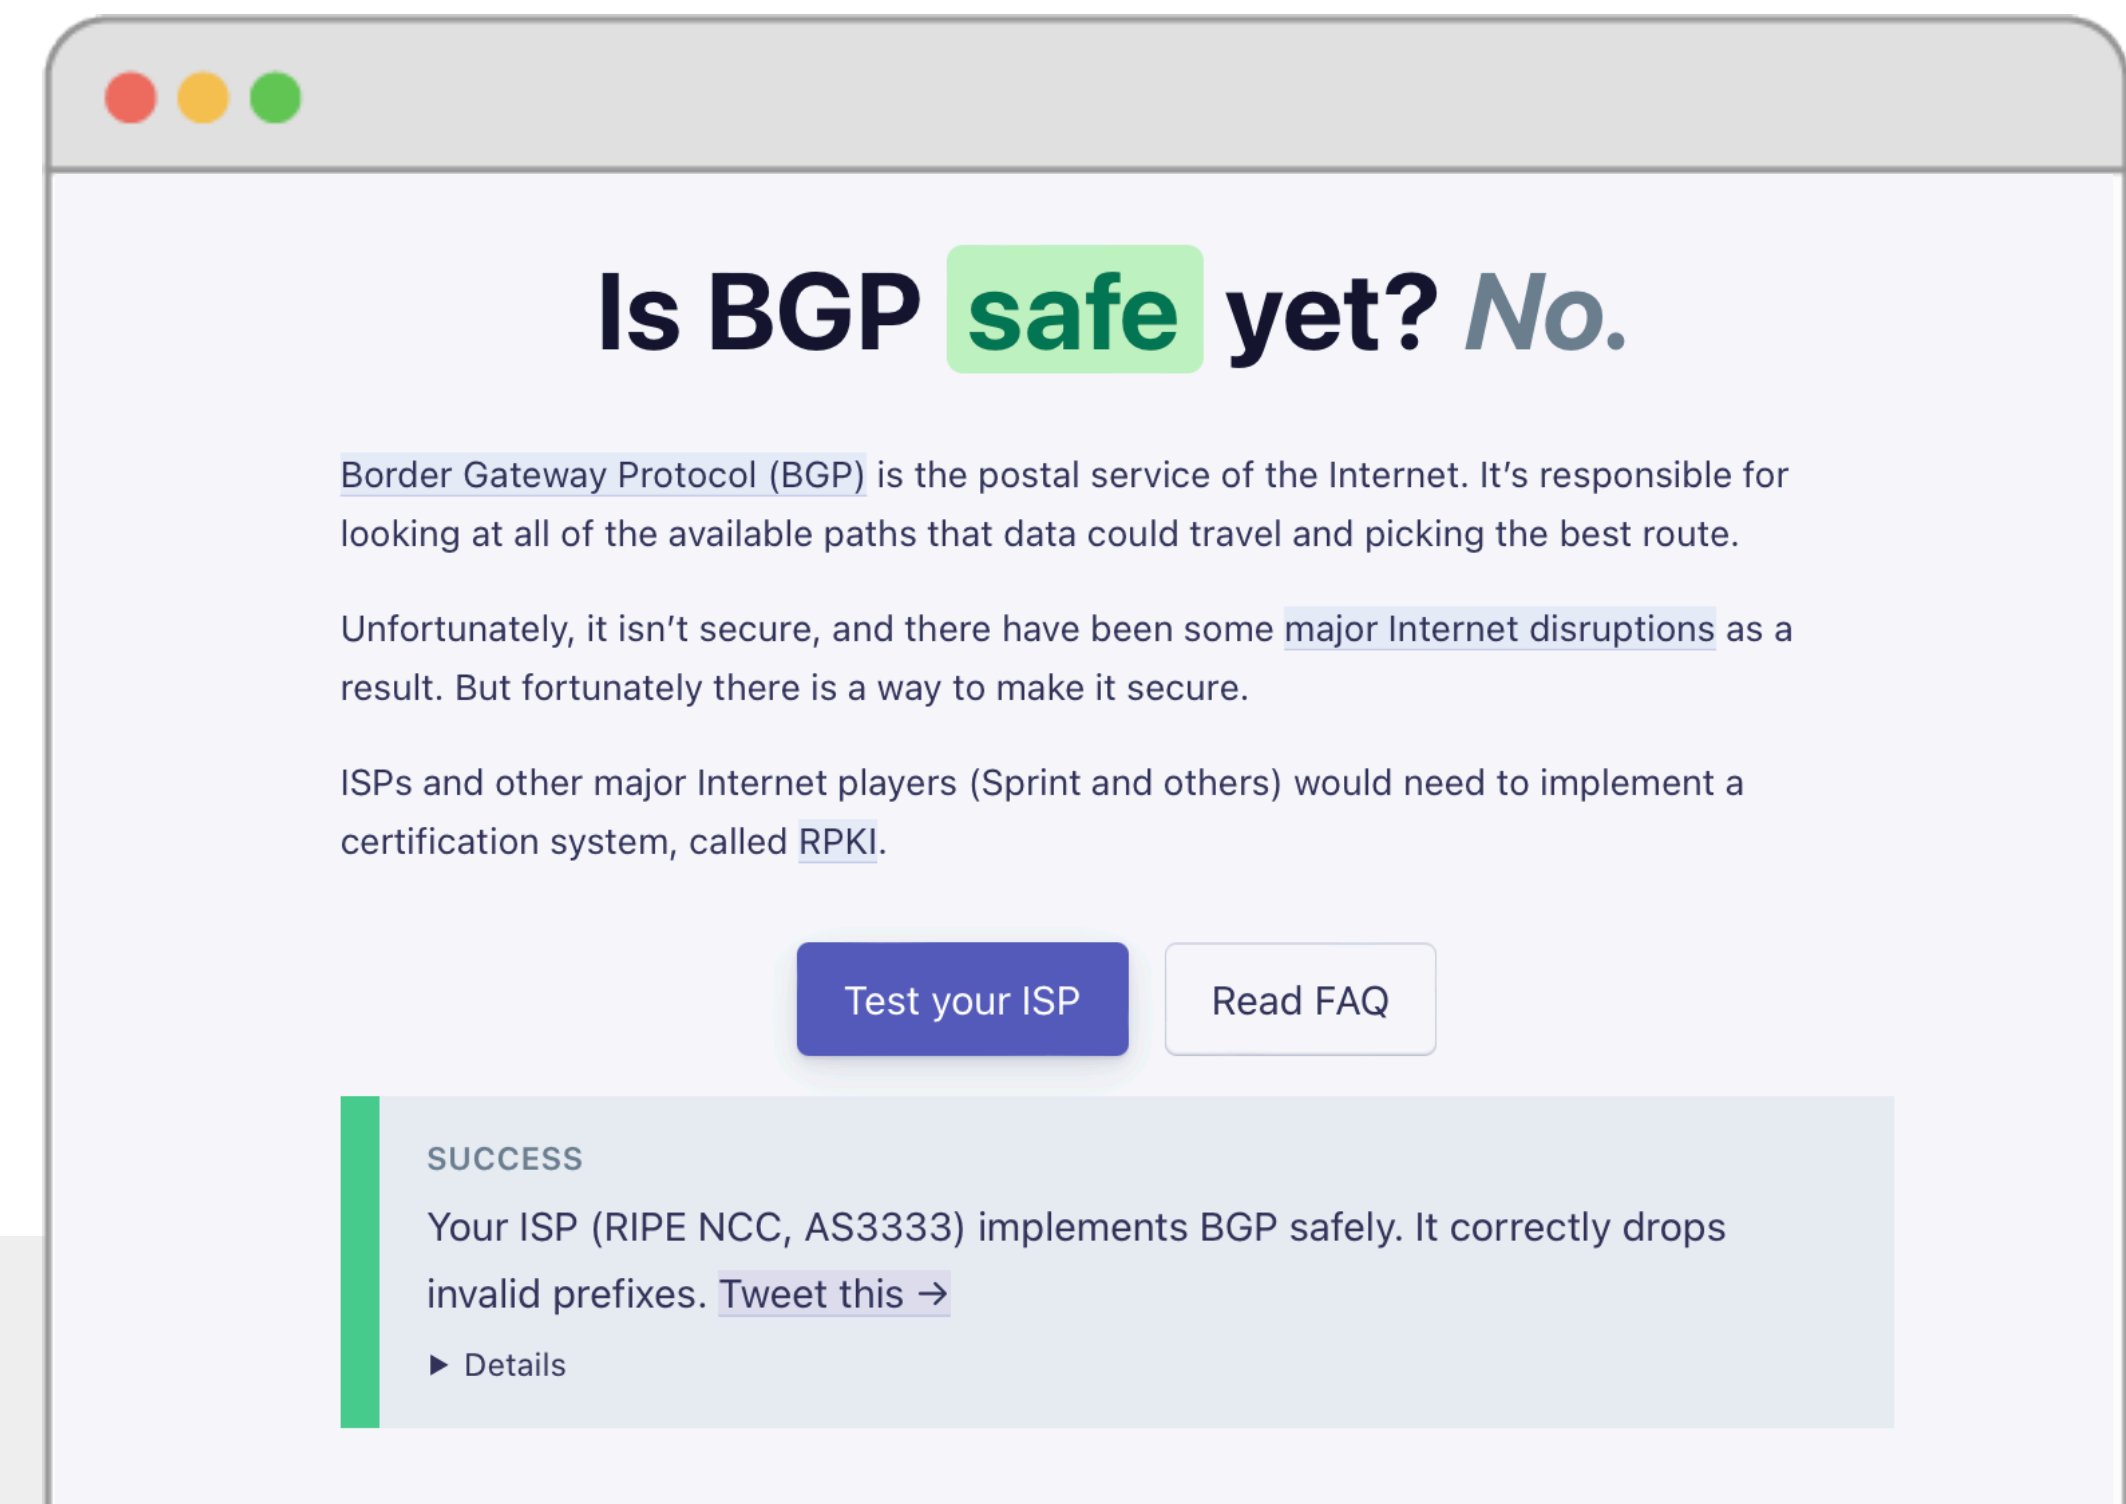 Is BGP safe yet? No.
Border Gateway Protocol (BGP) is the postal service of the Internet. It’s responsible for
looking at all of the available paths that data could travel and picking the best route.
Unfortunately, it isn’t secure, and there have been some major Internet disruptions as a
result. But fortunately there is a way to make it secure.
ISPs and other major Internet players (Sprint and others) would need to implement a
certification system, called RPKI.
Test your ISP
Read FAQ
SUCCESS
Your ISP (RIPE NCC, AS3333) implements BGP safely. It correctly drops
invalid prefixes. Tweet this →
▶ Details